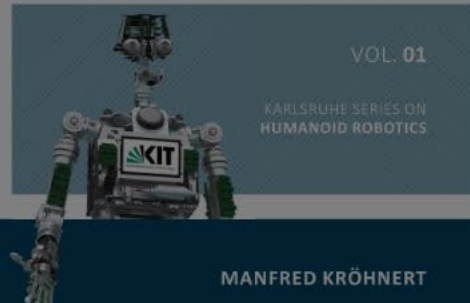 VOL. 01
KARLSRUHE SERIES ON
HUMANOID ROBOTICS
KIT
MANFRED KRÖHNERT